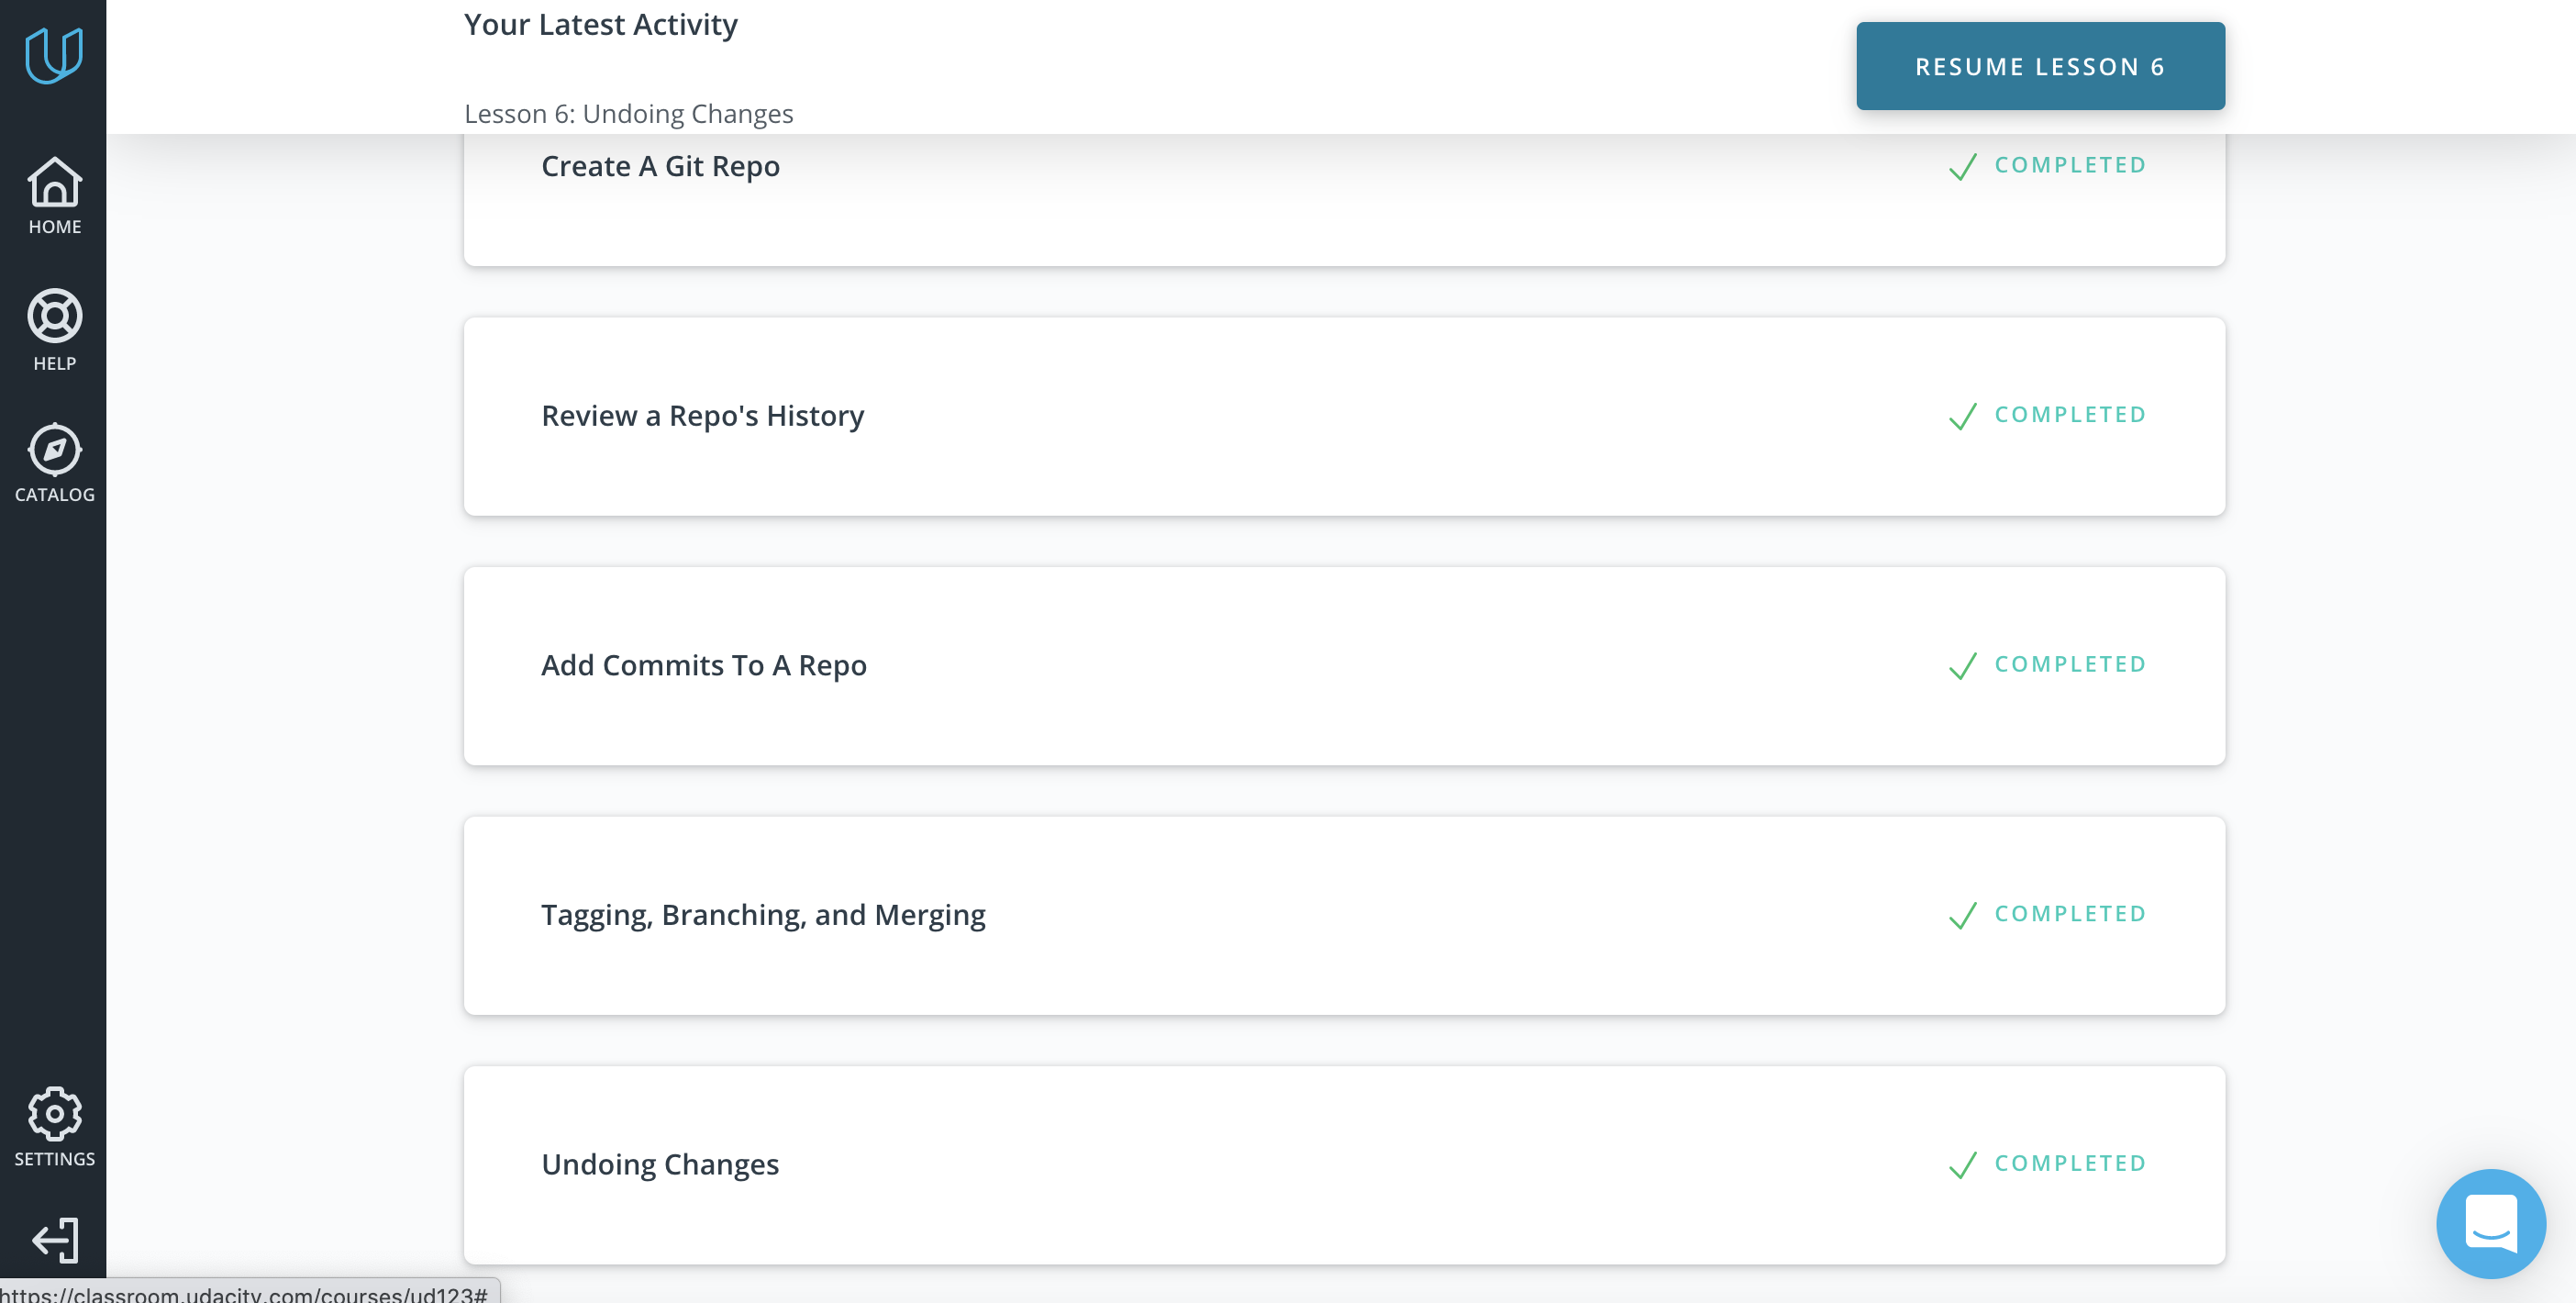 Your Latest Activity
RESUME LESSON 6
Lesson 6: Undoing Changes
HOME
HELP
CATALOG
SETTINGS
Create A Git Repo
COMPLETED
Review a Repo's History
COMPLETED
Add Commits To A Repo
COMPLETED
Tagging, Branching, and Merging
COMPLETED
Undoing Changes
COMPLETED
https://classroom.udacity.com/courses/ud123#